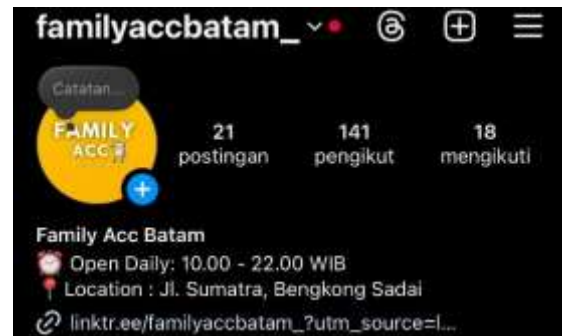 familyaccbatam_
Catatan...
FAMILY
ACC
21 141 18
postingan pengikut mengikuti
Family Acc Batam
Open Daily: 10.00 - 22.00 WIB
Location : Jl. Sumatra, Bengkong Sadai
linktr.ee/familyaccbatam_?utm_source=l...